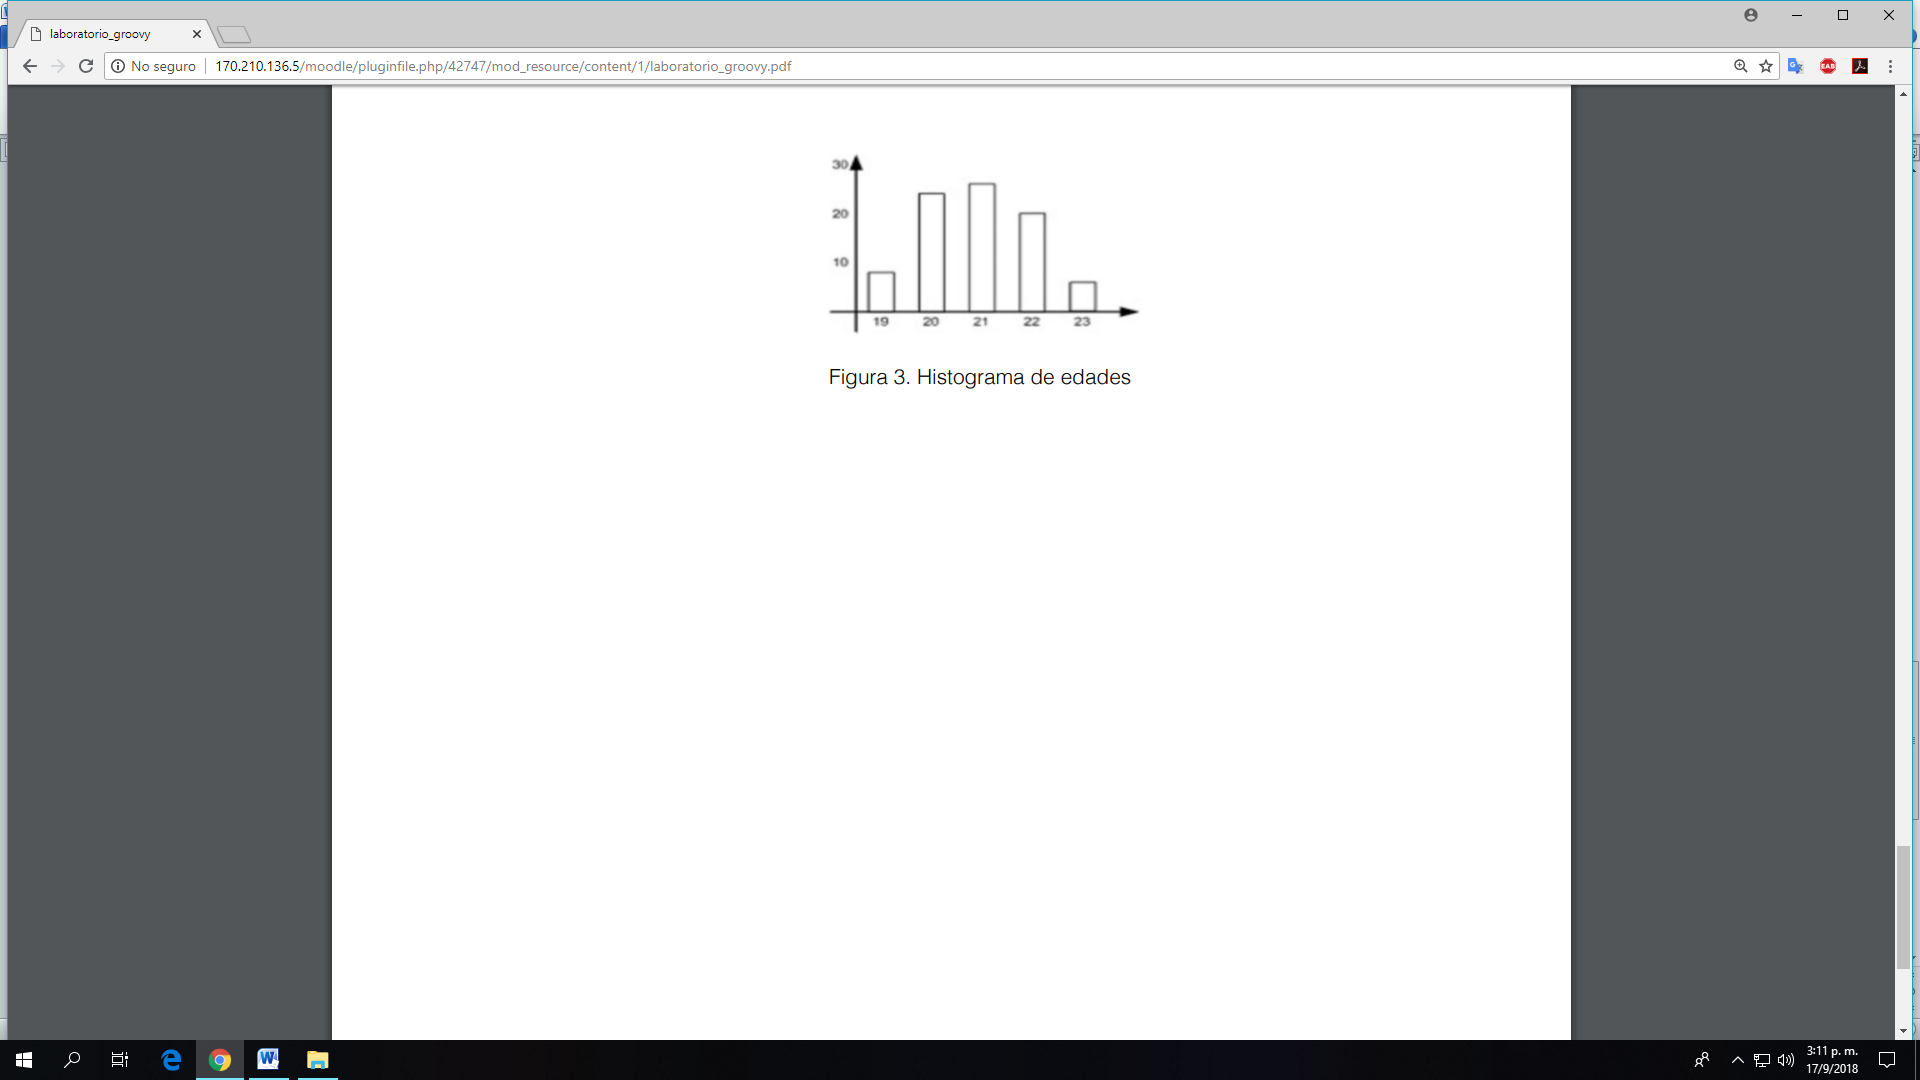 laboratorio_groovy
No seguro
170.210.136.5/moodle/pluginfile.php/42747/mod_resource/content/1/laboratorio_groovy.pdf
EAB
30
20
10
19 20 21 22 23
Figura 3. Histograma de edades
3:11 p. m.
17/9/2018